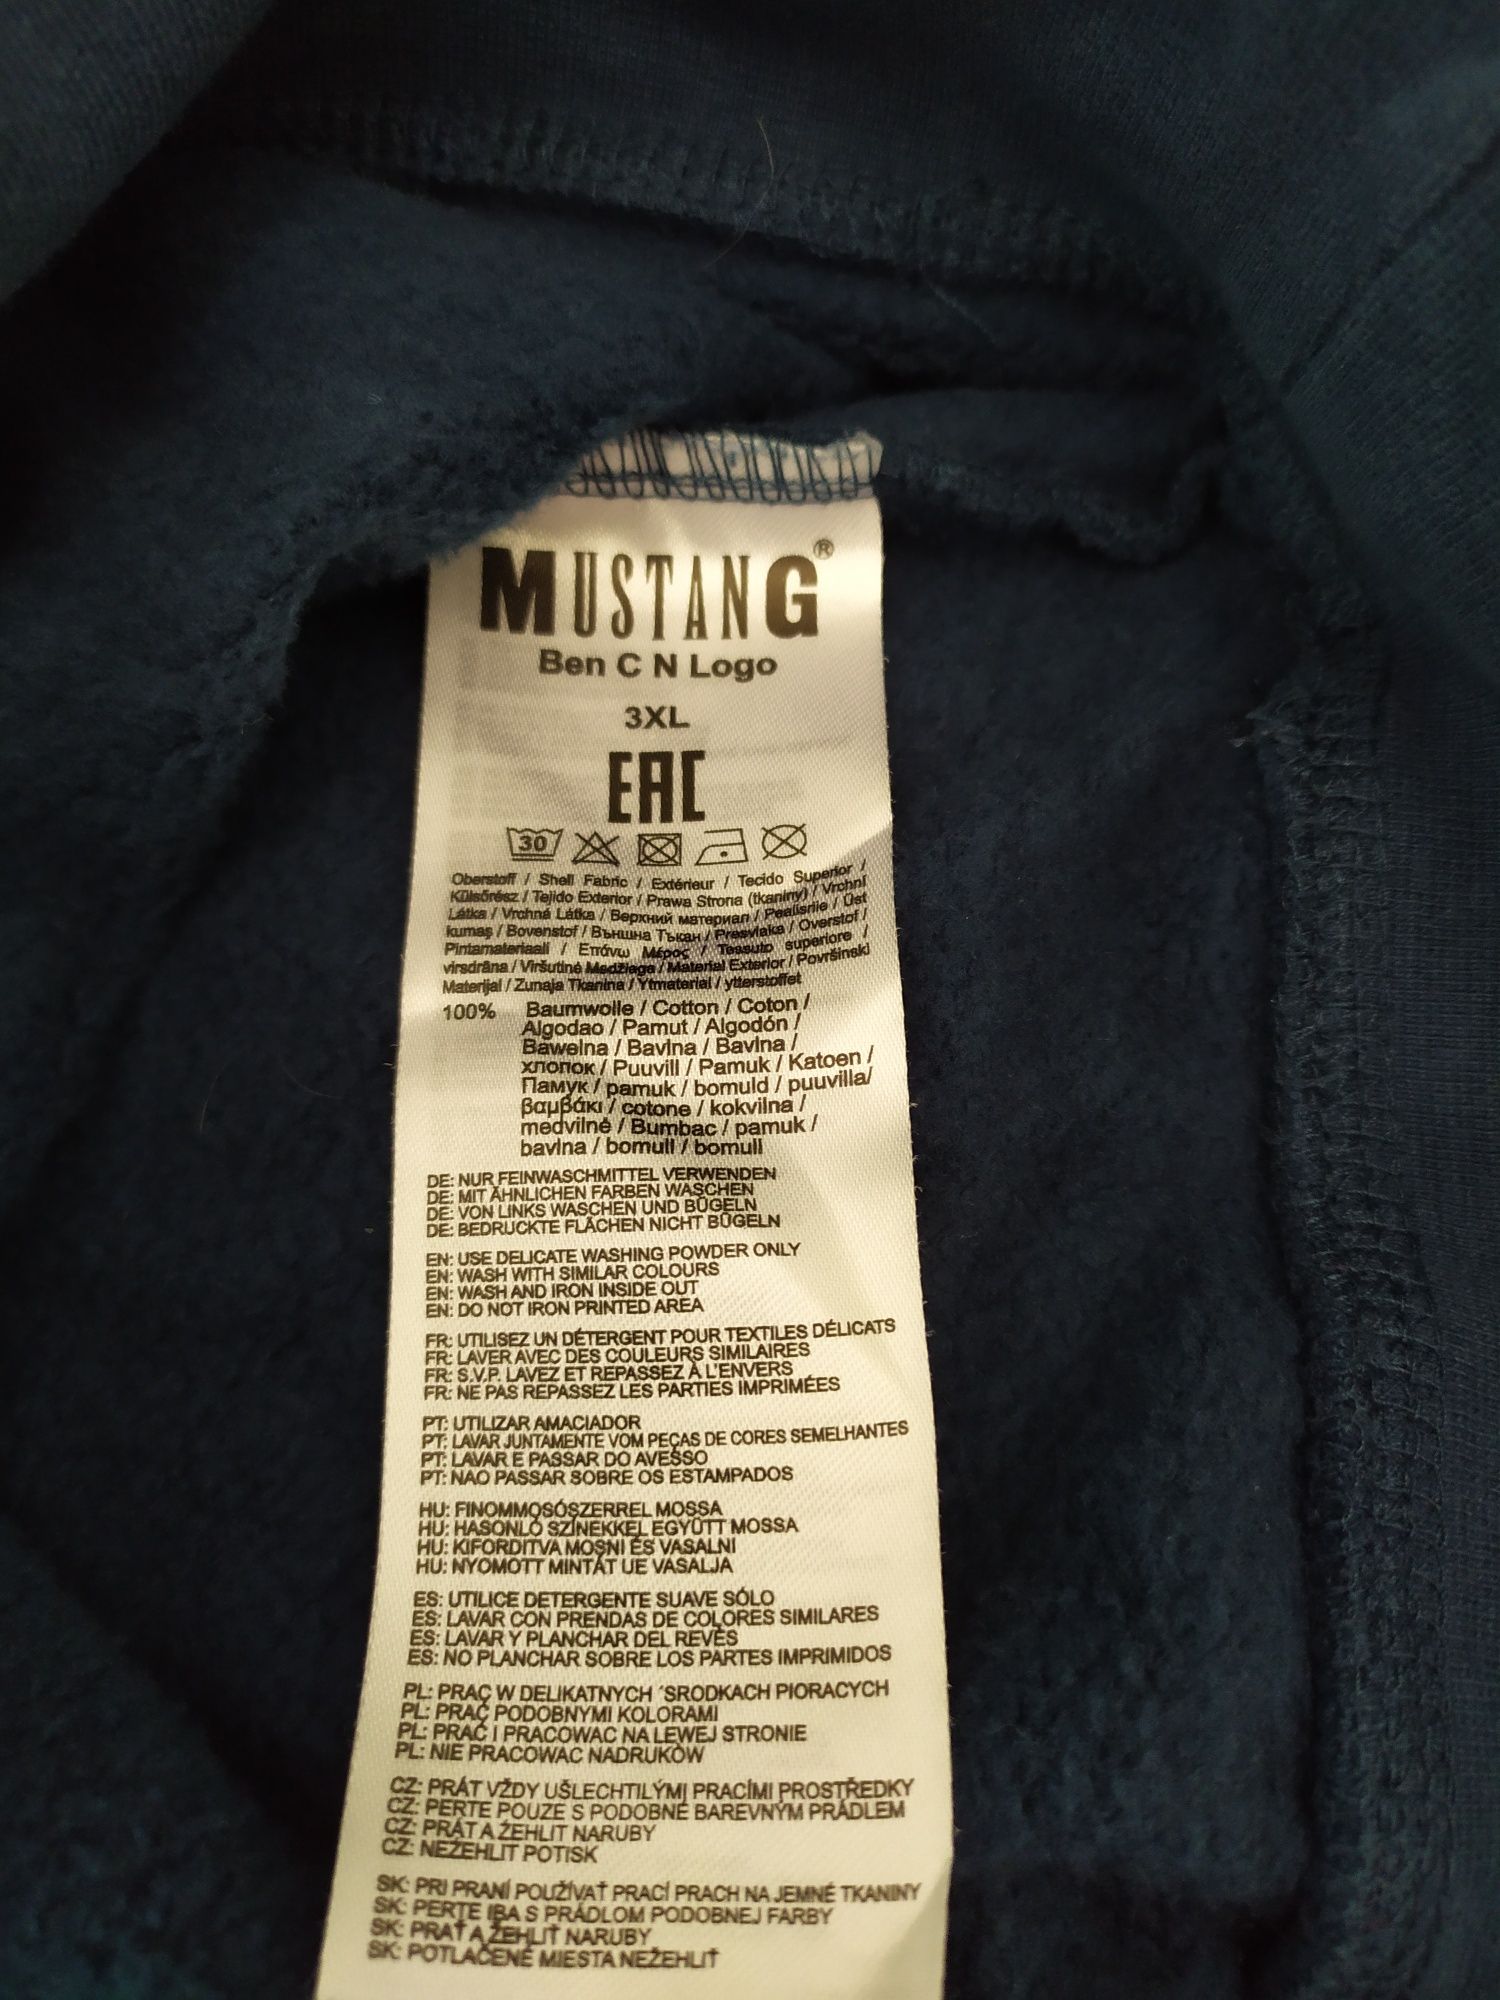 MUSTANG®
Ben C N Logo
3XL
EAC
30
Oberstoff / Shell Fabric / Extérieur / Tecido Superior /
Külsőrész / Tejido Exterior / Prawa Strona (tkaniny) / Vrchní
Látka / Vrchná Látka / Верхний материал / Pealisriie / Üst
kumaş / Bovenstof / Външна Тъкан / Presvlaka / Overstof /
Pintamateriaali / Επάνω Μέρος / Tessuto superiore /
virsdrāna / Viršutinė Medžiaga / Material Exterior / Površinski
Materijal / Zunaja Tkanina / Ytmaterial / ytterstoffet
100% Baumwolle / Cotton / Coton /
Algodao / Pamut / Algodón /
Bawelna / Bavlna / Bavlna /
хлопок / Puuvill / Pamuk / Katoen /
Памук / pamuk / bomuld / puuvilla/
βαμβάκι / cotone / kokvilna /
medvilnė / Bumbac / pamuk /
bavlna / bomull / bomull
DE: NUR FEINWASCHMITTEL VERWENDEN
DE: MIT ÄHNLICHEN FARBEN WASCHEN
DE: VON LINKS WASCHEN UND BÜGELN
DE: BEDRUCKTE FLÄCHEN NICHT BÜGELN
EN: USE DELICATE WASHING POWDER ONLY
EN: WASH WITH SIMILAR COLOURS
EN: WASH AND IRON INSIDE OUT
EN: DO NOT IRON PRINTED AREA
FR: UTILISEZ UN DÉTERGENT POUR TEXTILES DÉLICATS
FR: LAVER AVEC DES COULEURS SIMILAIRES
FR: S.V.P. LAVEZ ET REPASSEZ À L'ENVERS
FR: NE PAS REPASSEZ LES PARTIES IMPRIMÉES
PT: UTILIZAR AMACIADOR
PT: LAVAR JUNTAMENTE VOM PEÇAS DE CORES SEMELHANTES
PT: LAVAR E PASSAR DO AVESSO
PT: NAO PASSAR SOBRE OS ESTAMPADOS
HU: FINOMMOSÓSZERREL MOSSA
HU: HASONLÓ SZÍNEKKEL EGYÜTT MOSSA
HU: KIFORDITVA MOSNI ÉS VASALNI
HU: NYOMOTT MINTÁT UE VASALJA
ES: UTILICE DETERGENTE SUAVE SÓLO
ES: LAVAR CON PRENDAS DE COLORES SIMILARES
ES: LAVAR Y PLANCHAR DEL REVÉS
ES: NO PLANCHAR SOBRE LOS PARTES IMPRIMIDOS
PL: PRAĆ W DELIKATNYCH ´SRODKACH PIORACYCH
PL: PRAĆ PODOBNYMI KOLORAMI
PL: PRAĆ I PRACOWAC NA LEWEJ STRONIE
PL: NIE PRACOWAC NADRUKÓW
CZ: PRÁT VŽDY UŠLECHTILÝMI PRACÍMI PROSTŘEDKY
CZ: PERTE POUZE S PODOBNĚ BAREVNÝM PRÁDLEM
CZ: PRÁT A ŽEHLIT NARUBY
CZ: NEŽEHLIT POTISK
SK: PRI PRANÍ POUŽÍVAŤ PRACÍ PRACH NA JEMNÉ TKANINY
SK: PERTE IBA S PRÁDLOM PODOBNEJ FARBY
SK: PRAŤ A ŽEHLIŤ NARUBY
SK: POTLAČENÉ MIESTA NEŽEHLIŤ